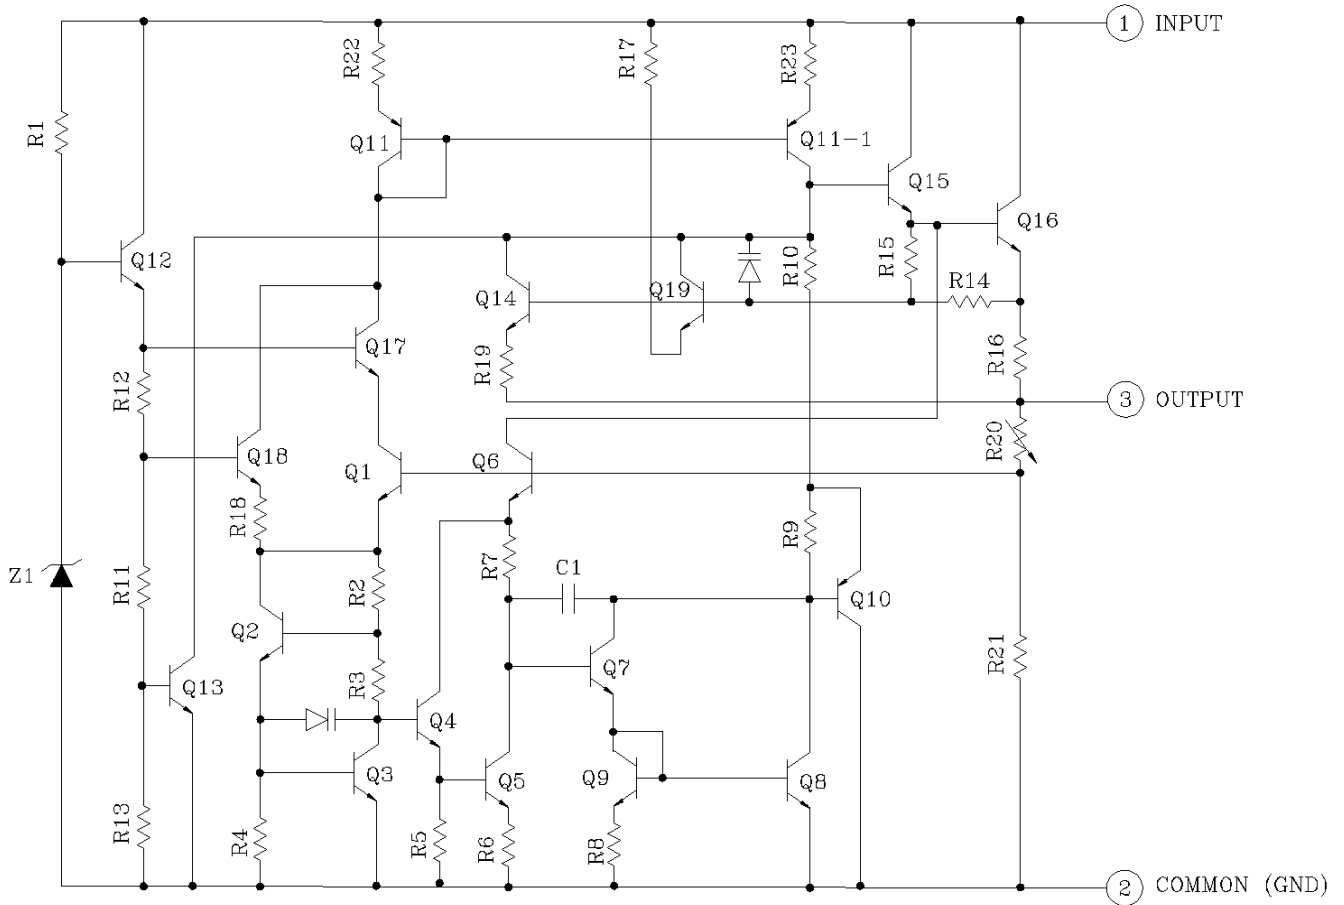 1 INPUT
R22
R17
R23
R1
Q11
Q11-1
Q15
Q16
Q12
R15
R10
Q14
Q19
R14
Q17
R19
R16
R12
3 OUTPUT
R20
Q18
Q1
Q6
R18
R9
R7
C1
Z1
R11
R2
Q10
Q2
R21
Q7
Q13
R3
Q4
Q3
Q5
Q9
Q8
R13
R4
R5
R6
R8
2 COMMON (GND)